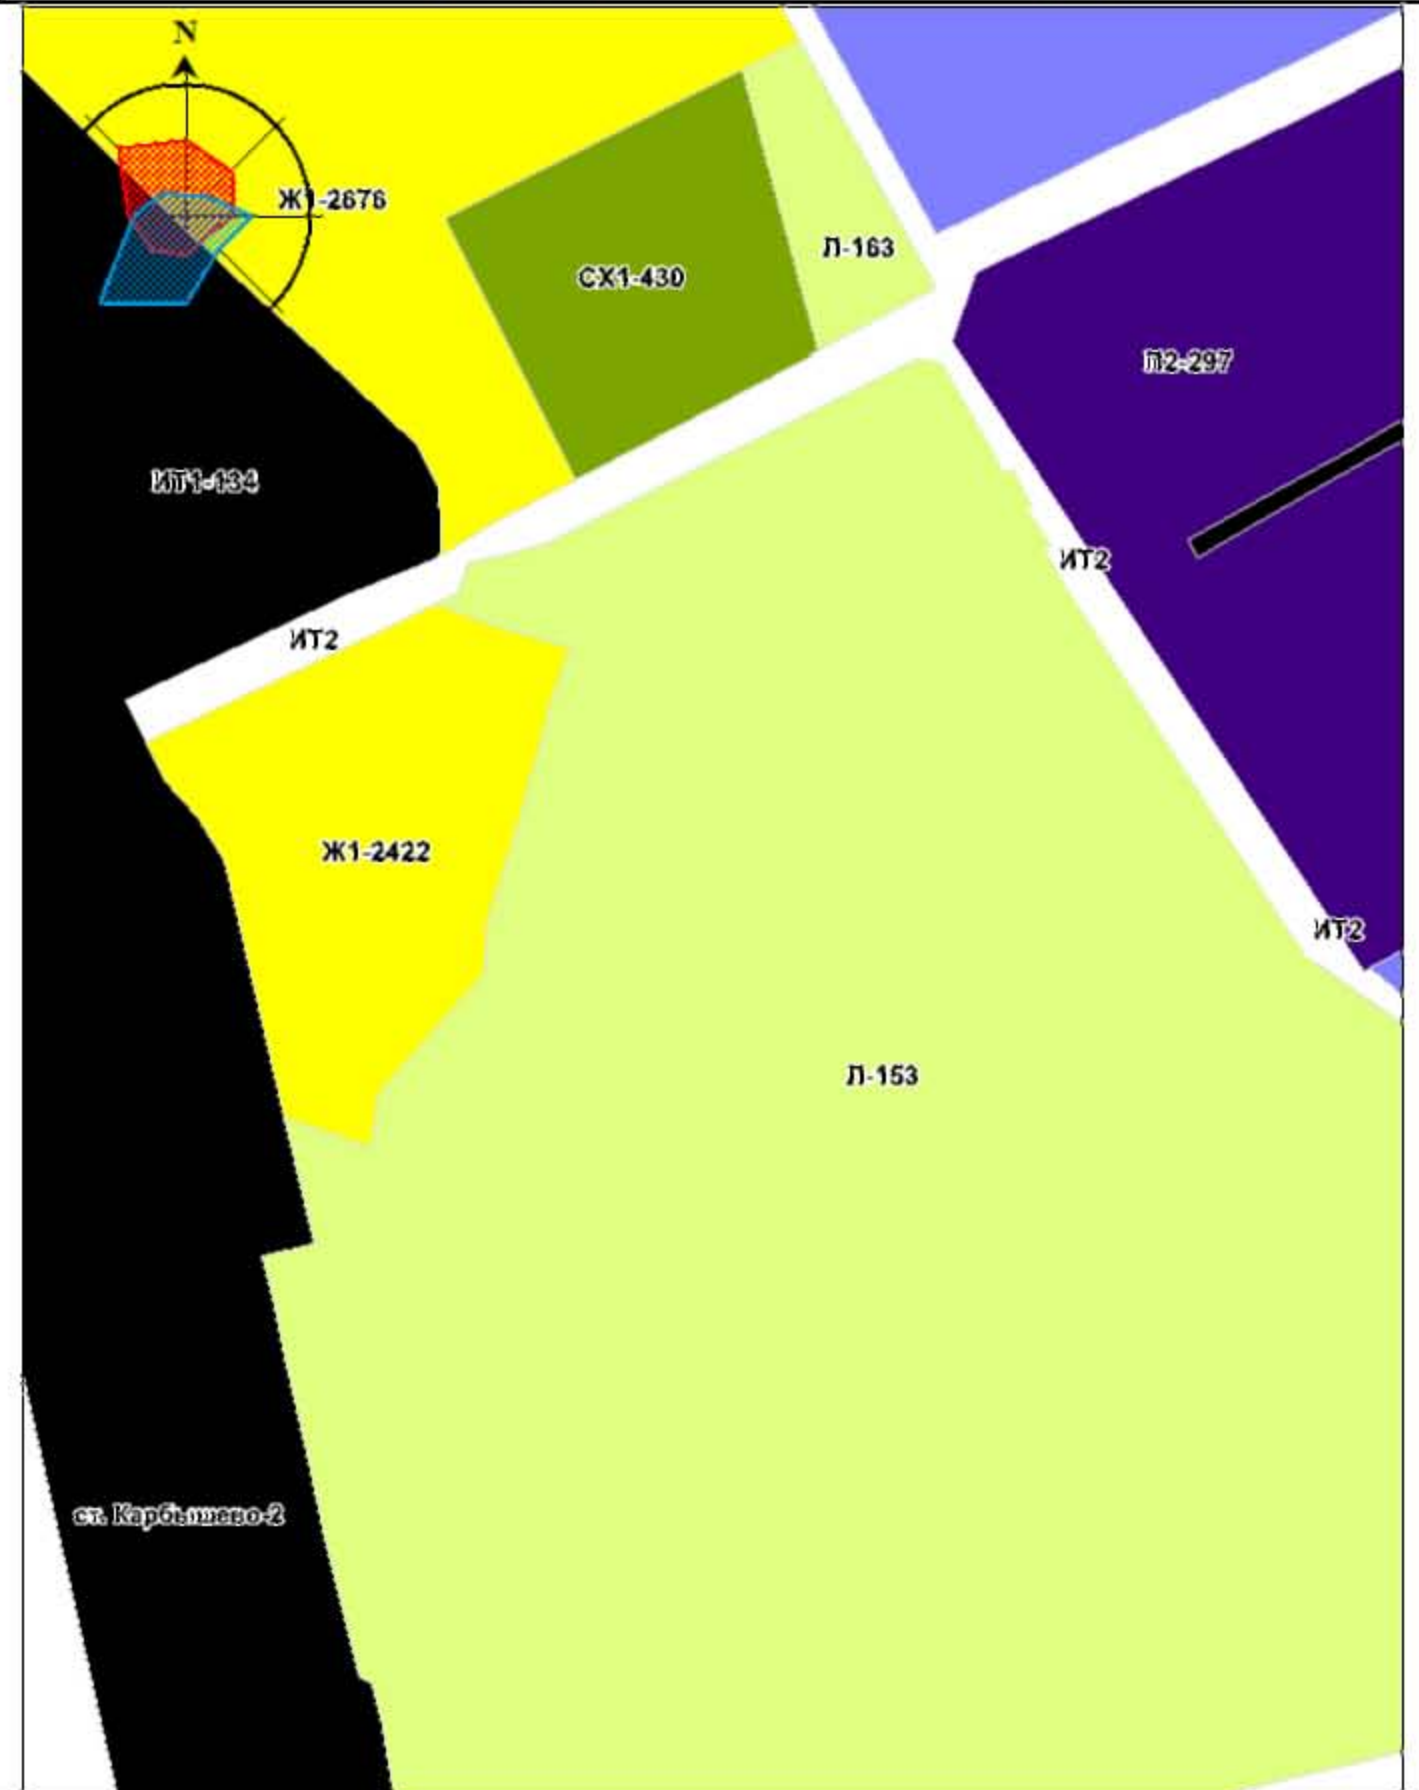 N
Ж1-2676
Л-163
СХ1-430
П2-297
ИТ1-134
ИТ2
ИТ2
Ж1-2422
ИТ2
Л-153
ст. Карбышево-2